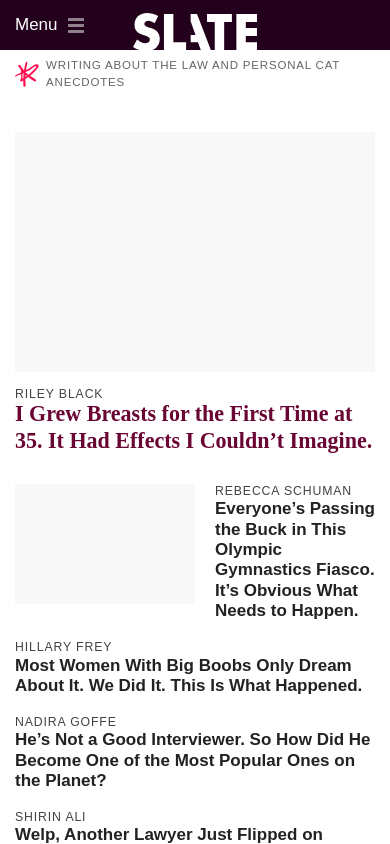 Menu
SLATE
WRITING ABOUT THE LAW AND PERSONAL CAT
ANECDOTES
RILEY BLACK
I Grew Breasts for the First Time at
35. It Had Effects I Couldn’t Imagine.
REBECCA SCHUMAN
Everyone’s Passing
the Buck in This
Olympic
Gymnastics Fiasco.
It’s Obvious What
Needs to Happen.
HILLARY FREY
Most Women With Big Boobs Only Dream
About It. We Did It. This Is What Happened.
NADIRA GOFFE
He’s Not a Good Interviewer. So How Did He
Become One of the Most Popular Ones on
the Planet?
SHIRIN ALI
Welp, Another Lawyer Just Flipped on